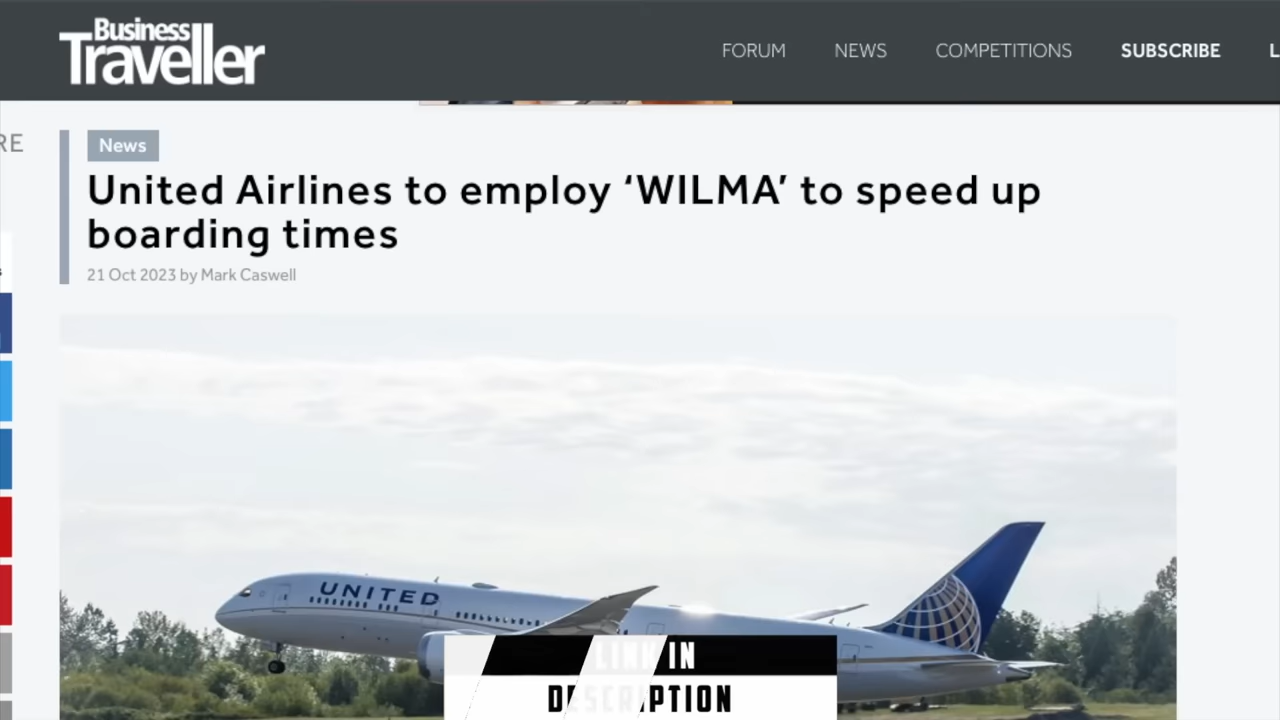 Business
Traveller
FORUM NEWS COMPETITIONS SUBSCRIBE L
RE
News
United Airlines to employ ‘WILMA’ to speed up
boarding times
21 Oct 2023 by Mark Caswell
UNITED
LINK IN
DESCRIPTION